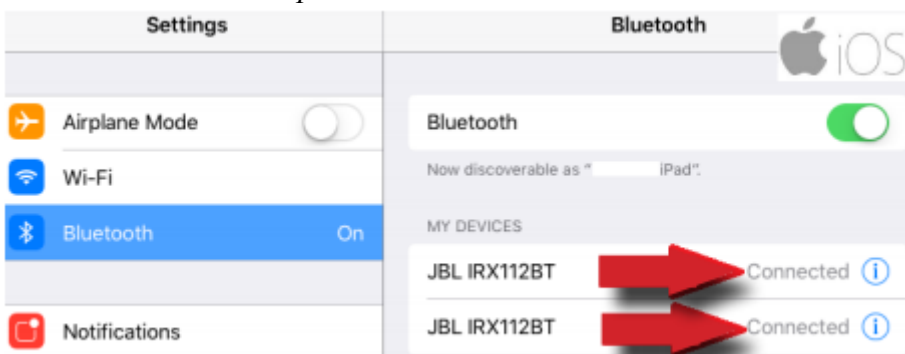 Settings
Bluetooth
iOS
Airplane Mode
Wi-Fi
Bluetooth On
Notifications
Bluetooth
Now discoverable as " iPad".
MY DEVICES
JBL IRX112BT Connected
JBL IRX112BT Connected